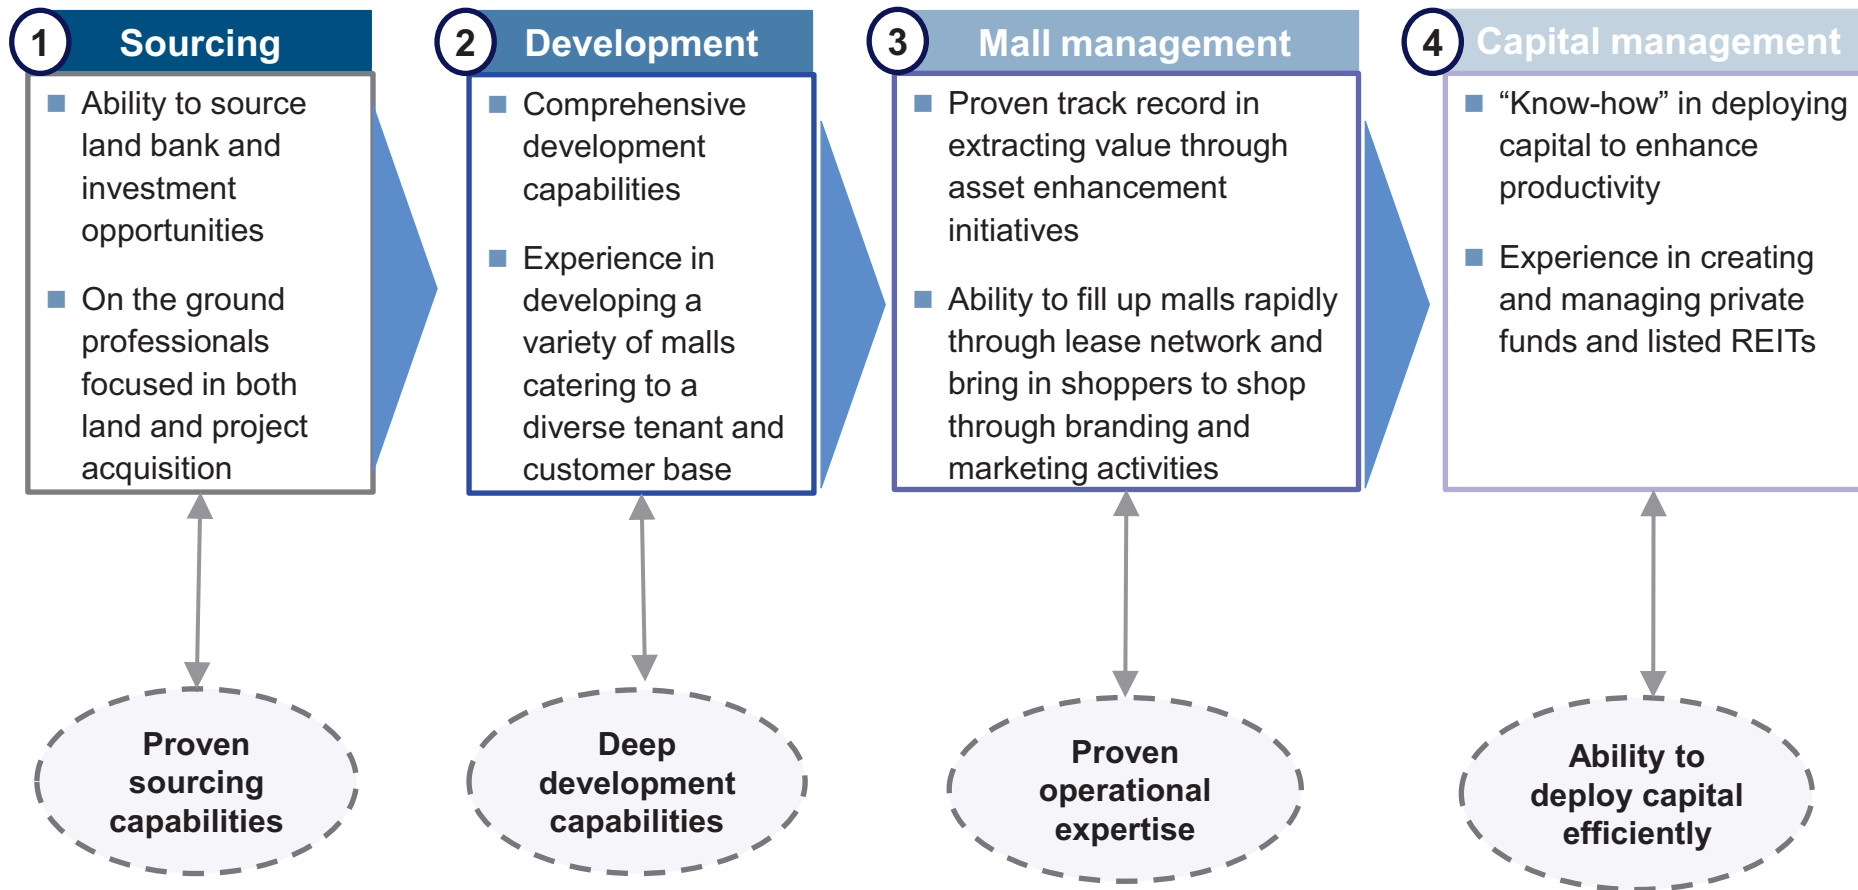 1
Sourcing
Ability to source
land bank and
investment
opportunities
On the ground
professionals
focused in both
land and project
acquisition
2
Development
Comprehensive
development
capabilities
Experience in
developing a
variety of malls
catering to a
diverse tenant and
customer base
3
Mall management
Proven track record in
extracting value through
asset enhancement
initiatives
Ability to fill up malls rapidly
through lease network and
bring in shoppers to shop
through branding and
marketing activities
4
Capital management
“Know-how” in deploying
capital to enhance
productivity
Experience in creating
and managing private
funds and listed REITs
Proven
sourcing
capabilities
Deep
development
capabilities
Proven
operational
expertise
Ability to
deploy capital
efficiently